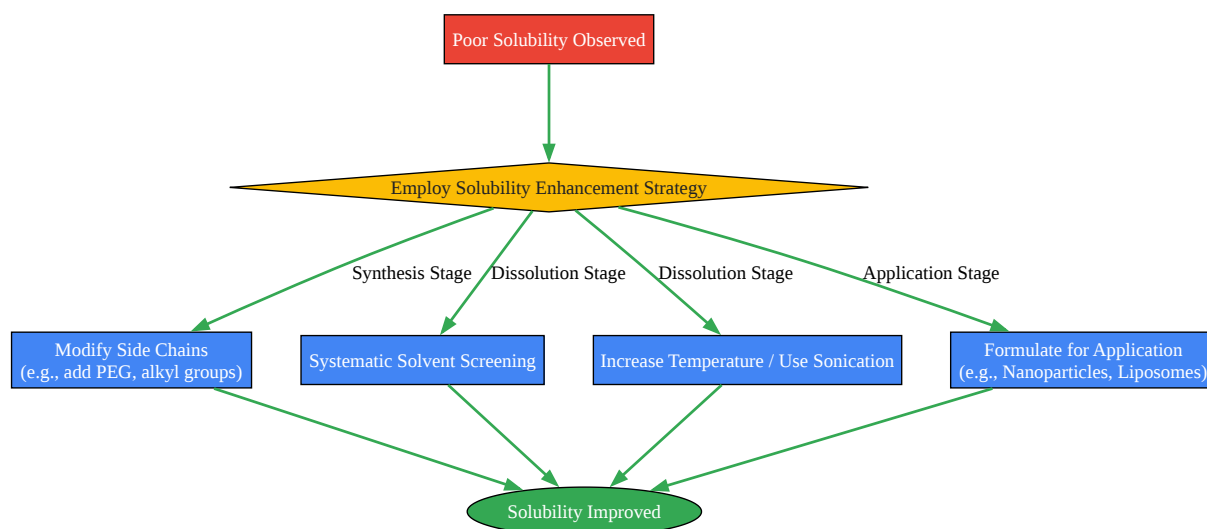 Poor Solubility Observed
Employ Solubility Enhancement Strategy
Synthesis Stage
Dissolution Stage
Dissolution Stage
Application Stage
Modify Side Chains
(e.g., add PEG, alkyl groups)
Systematic Solvent Screening
Increase Temperature / Use Sonication
Formulate for Application
(e.g., Nanoparticles, Liposomes)
Solubility Improved